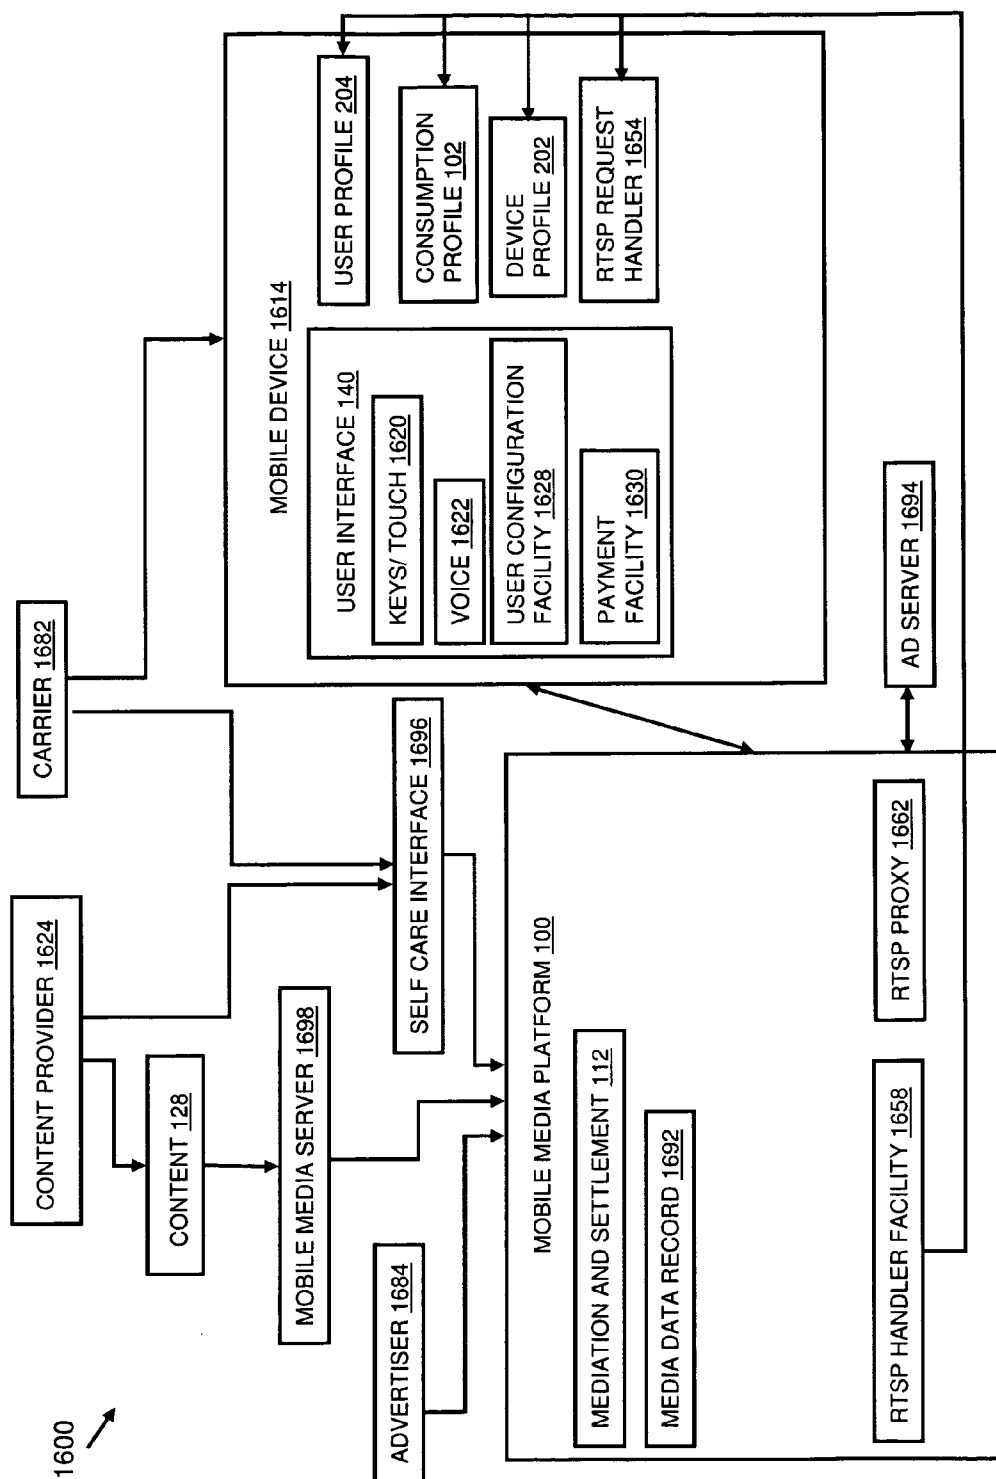 1600
CONTENT PROVIDER 1624
CARRIER 1682
CONTENT 128
MOBILE MEDIA SERVER 1698
ADVERTISER 1684
SELF CARE INTERFACE 1696
MOBILE DEVICE 1614
USER INTERFACE 140
KEYS/ TOUCH 1620
VOICE 1622
USER CONFIGURATION
FACILITY 1628
PAYMENT
FACILITY 1630
USER PROFILE 204
CONSUMPTION
PROFILE 102
DEVICE
PROFILE 202
RTSP REQUEST
HANDLER 1654
MOBILE MEDIA PLATFORM 100
MEDIATION AND SETTLEMENT 112
MEDIA DATA RECORD 1692
RTSP HANDLER FACILITY 1658
RTSP PROXY 1662
AD SERVER 1694